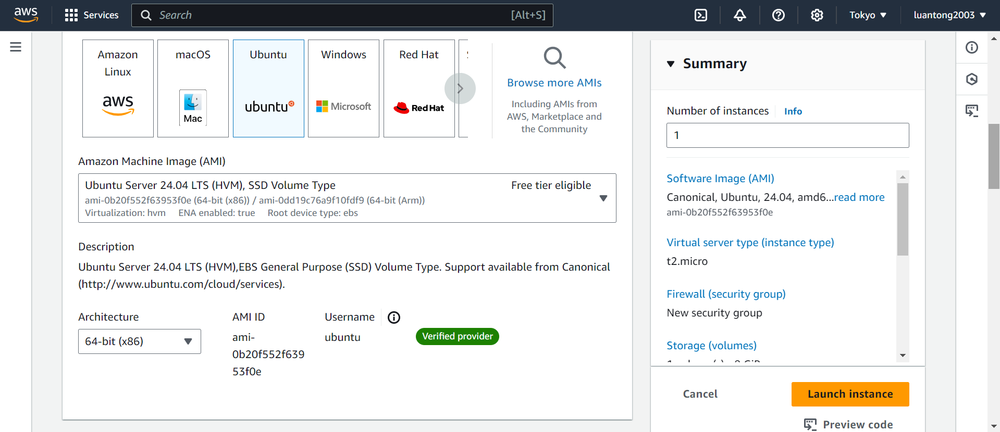 aws
Services
Search
[Alt+S]
Tokyo
luantong2003
Amazon
Linux
aws
macOS
Mac
Ubuntu
ubuntu
Windows
Microsoft
Red Hat
Red Hat
Browse more AMIs
Including AMIs from
AWS, Marketplace and
the Community
Amazon Machine Image (AMI)
Ubuntu Server 24.04 LTS (HVM), SSD Volume Type
Free tier eligible
ami-0b20f552f63953f0e (64-bit (x86)) / ami-0dd19c76a9f10fdf9 (64-bit (Arm))
Virtualization: hvm ENA enabled: true Root device type: ebs
Description
Ubuntu Server 24.04 LTS (HVM),EBS General Purpose (SSD) Volume Type. Support available from Canonical
(http://www.ubuntu.com/cloud/services).
Architecture
64-bit (x86)
AMI ID
ami-
0b20f552f639
53f0e
Username
ubuntu
Verified provider
Summary
Number of instances
Info
1
Software Image (AMI)
Canonical, Ubuntu, 24.04, amd6...read more
ami-0b20f552f63953f0e
Virtual server type (instance type)
t2.micro
Firewall (security group)
New security group
Storage (volumes)
Cancel
Launch instance
Preview code